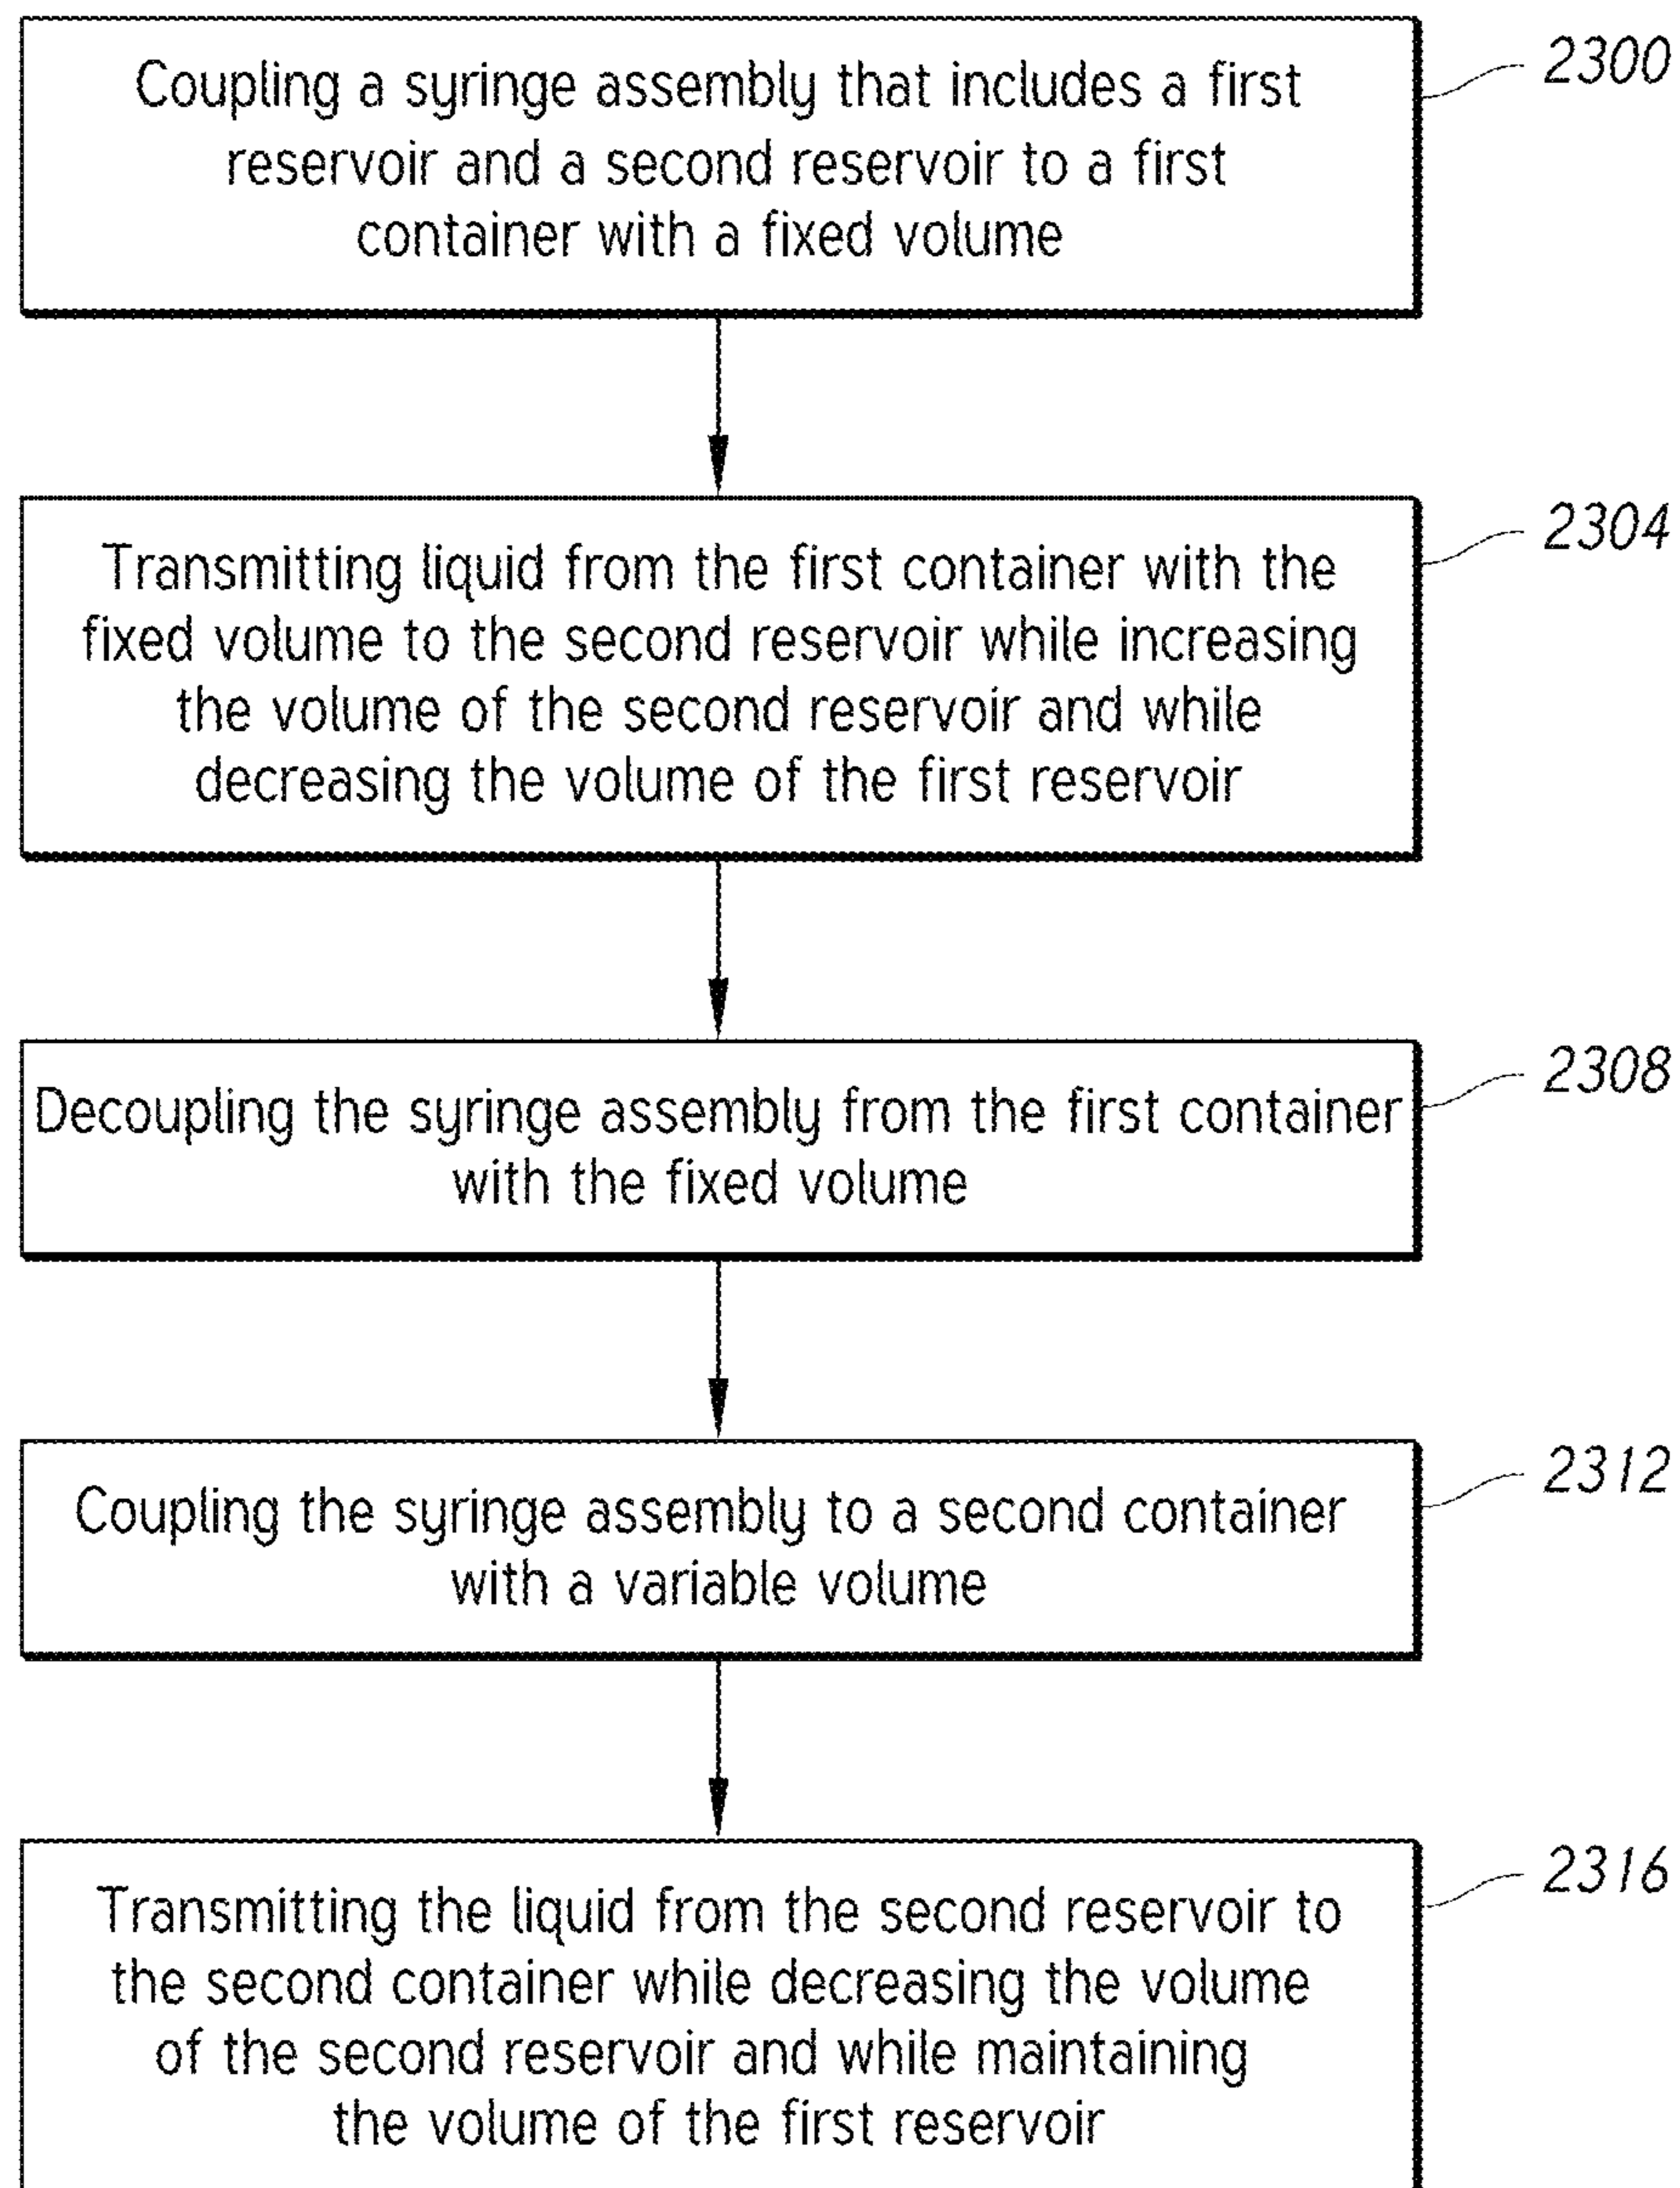 Coupling a syringe assembly that includes a first
reservoir and a second reservoir to a first
container with a fixed volume
2300
Transmitting liquid from the first container with the
fixed volume to the second reservoir while increasing
the volume of the second reservoir and while
decreasing the volume of the first reservoir
2304
Decoupling the syringe assembly from the first container
with the fixed volume
2308
Coupling the syringe assembly to a second container
with a variable volume
2312
Transmitting the liquid from the second reservoir to
the second container while decreasing the volume
of the second reservoir and while maintaining
the volume of the first reservoir
2316